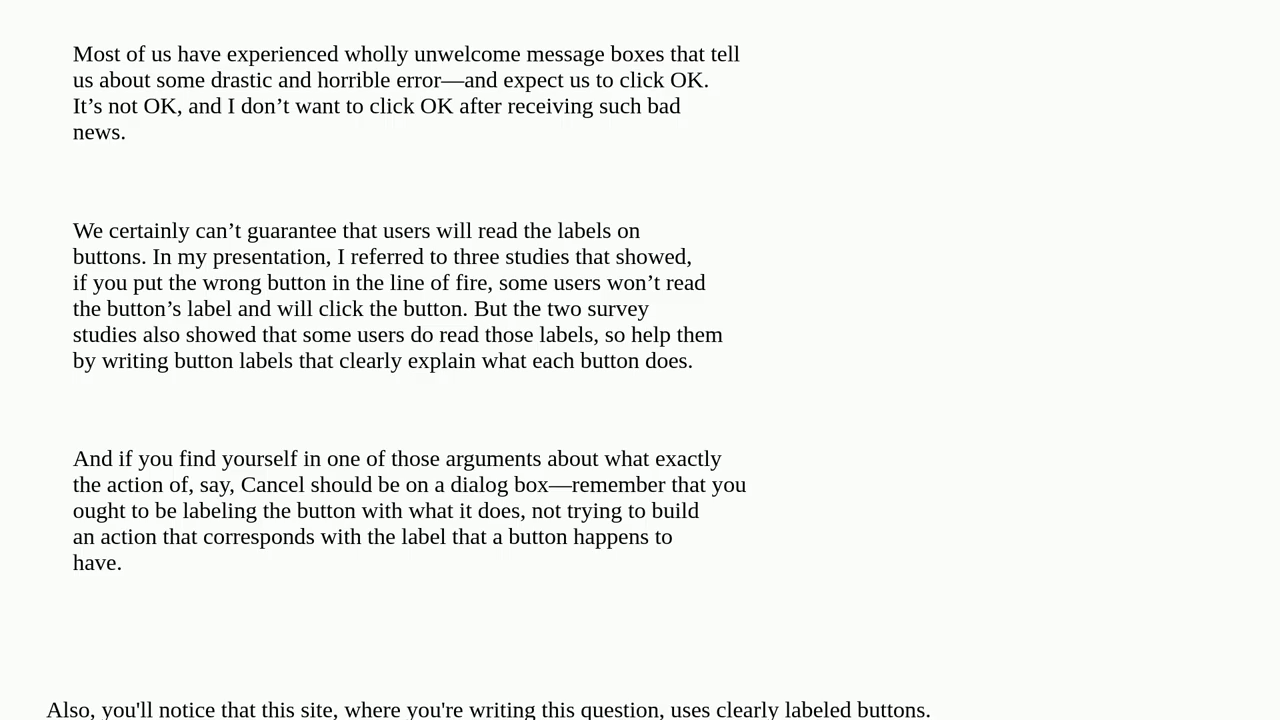 Most of us have experienced wholly unwelcome message boxes that tell
us about some drastic and horrible error—and expect us to click OK.
It’s not OK, and I don’t want to click OK after receiving such bad
news.
We certainly can’t guarantee that users will read the labels on
buttons. In my presentation, I referred to three studies that showed,
if you put the wrong button in the line of fire, some users won’t read
the button’s label and will click the button. But the two survey
studies also showed that some users do read those labels, so help them
by writing button labels that clearly explain what each button does.
And if you find yourself in one of those arguments about what exactly
the action of, say, Cancel should be on a dialog box—remember that you
ought to be labeling the button with what it does, not trying to build
an action that corresponds with the label that a button happens to
have.
Also, you'll notice that this site, where you're writing this question, uses clearly labeled buttons.